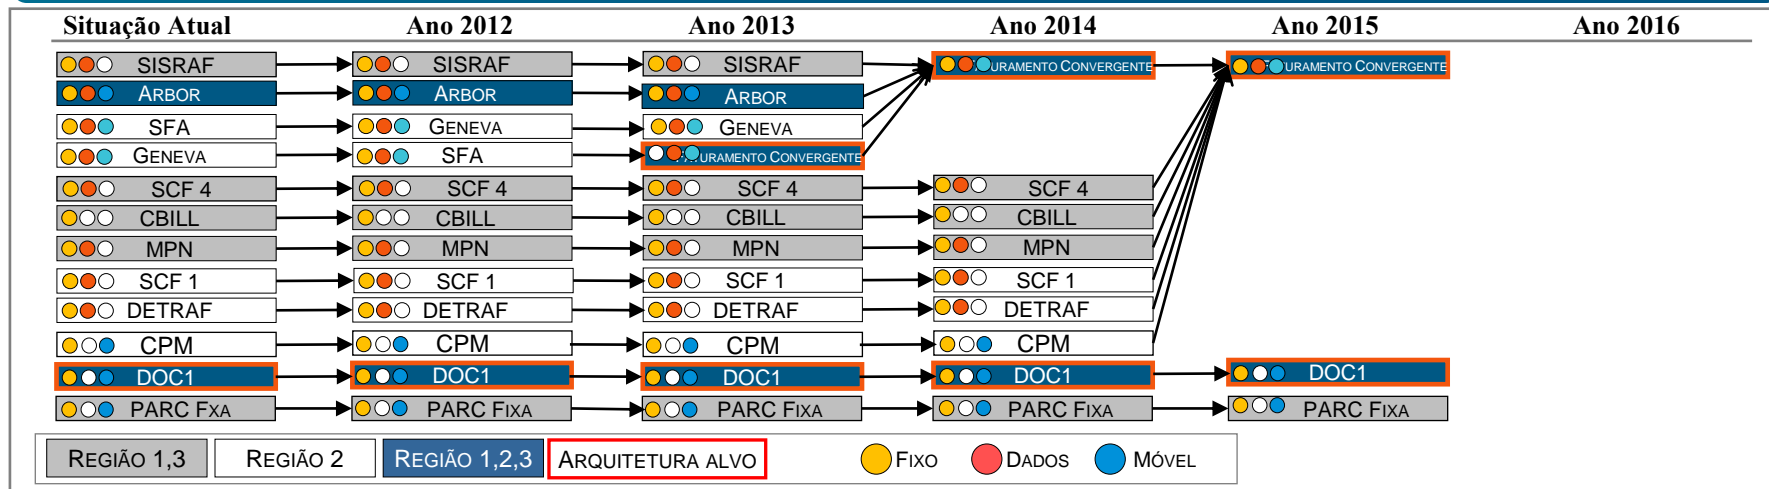 Situação Atual Ano 2012 Ano 2013 Ano 2014 Ano 2015 Ano 2016
SISRAF SISRAF SISRAF URAMENTO CONVERGENTE URAMENTO CONVERGENTE
ARBOR ARBOR ARBOR
SFA GENEVA GENEVA
GENEVA SFA URAMENTO CONVERGENTE
SCF 4 SCF 4 SCF 4 SCF 4
CBILL CBILL CBILL CBILL
MPN MPN MPN MPN
SCF 1 SCF 1 SCF 1 SCF 1
DETRAF DETRAF DETRAF DETRAF
CPM CPM CPM CPM
DOC1 DOC1 DOC1 DOC1 DOC1
PARC FIXA PARC FIXA PARC FIXA PARC FIXA PARC FIXA
REGIÃO 1,3 REGIÃO 2 REGIÃO 1,2,3 ARQUITETURA ALVO FIXO DADOS MÓVEL